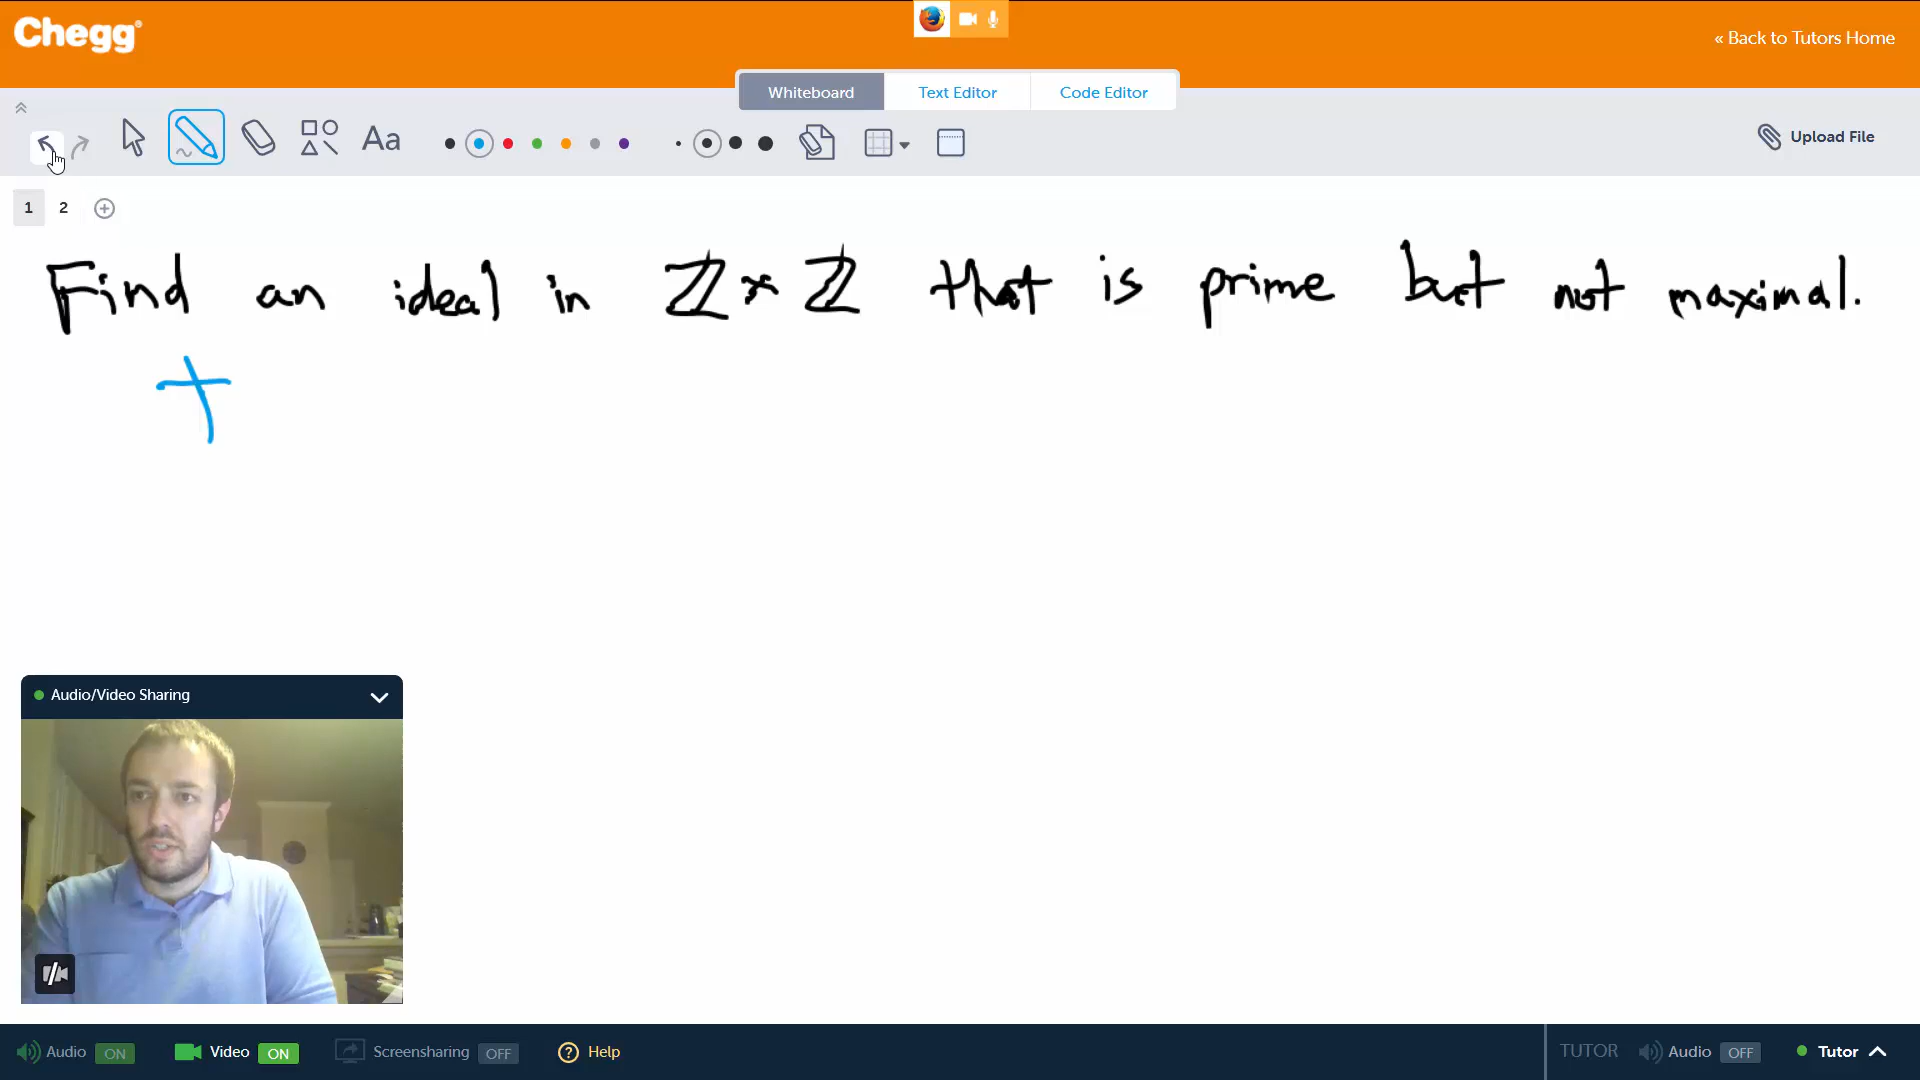 Chegg
« Back to Tutors Home
Whiteboard Text Editor Code Editor
Aa
Upload File
1 2
Find an ideal in ℤ × ℤ that is prime but not maximal.
Audio/Video Sharing
Audio ON Video ON Screensharing OFF ? Help TUTOR Audio OFF Tutor